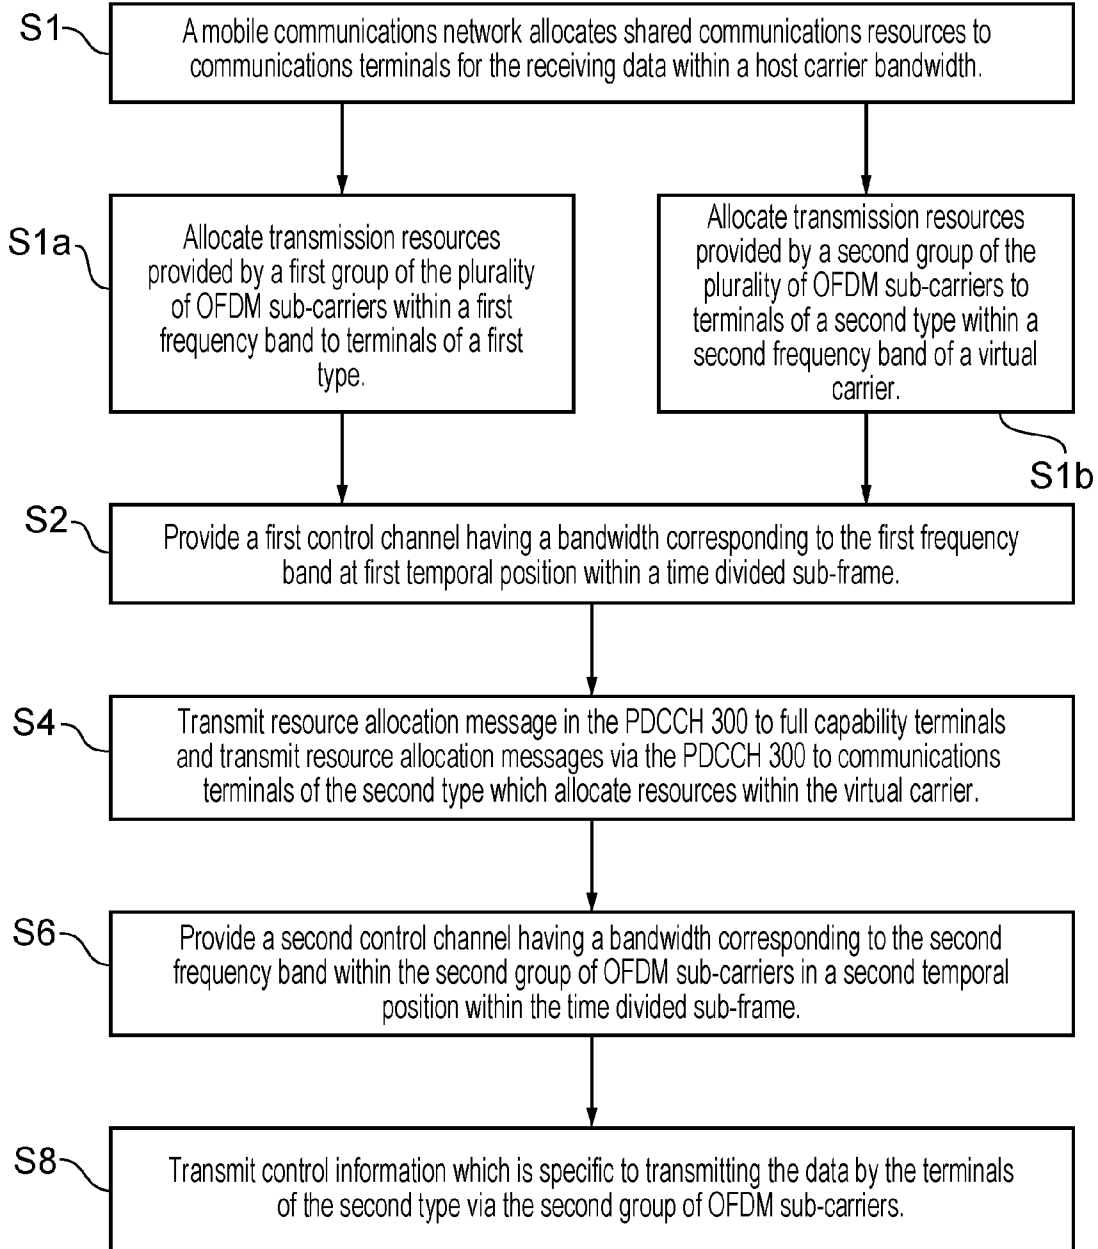 S1
A mobile communications network allocates shared communications resources to
communications terminals for the receiving data within a host carrier bandwidth.
S1a
Allocate transmission resources
provided by a first group of the plurality
of OFDM sub-carriers within a first
frequency band to terminals of a first
type.
Allocate transmission resources
provided by a second group of the
plurality of OFDM sub-carriers to
terminals of a second type within a
second frequency band of a virtual
carrier.
S1b
S2
Provide a first control channel having a bandwidth corresponding to the first frequency
band at first temporal position within a time divided sub-frame.
S4
Transmit resource allocation message in the PDCCH 300 to full capability terminals
and transmit resource allocation messages via the PDCCH 300 to communications
terminals of the second type which allocate resources within the virtual carrier.
S6
Provide a second control channel having a bandwidth corresponding to the second
frequency band within the second group of OFDM sub-carriers in a second temporal
position within the time divided sub-frame.
S8
Transmit control information which is specific to transmitting the data by the terminals
of the second type via the second group of OFDM sub-carriers.